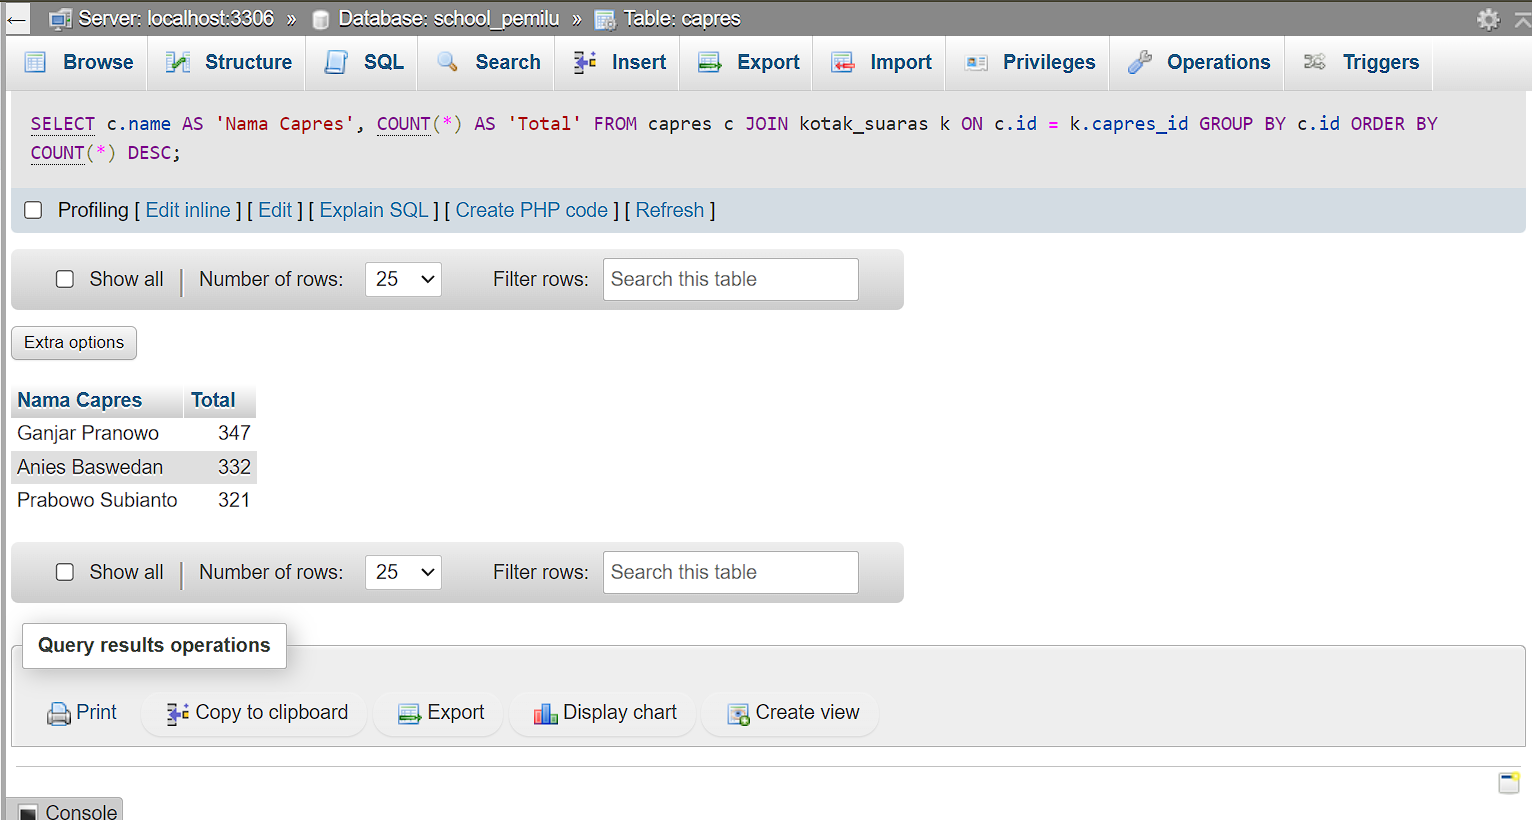 ← Server: localhost:3306 » Database: school_pemilu » Table: capres
Browse Structure SQL Search Insert Export Import Privileges Operations Triggers
SELECT c.name AS 'Nama Capres', COUNT(*) AS 'Total' FROM capres c JOIN kotak_suaras k ON c.id = k.capres_id GROUP BY c.id ORDER BY
COUNT(*) DESC;
Profiling [ Edit inline ] [ Edit ] [ Explain SQL ] [ Create PHP code ] [ Refresh ]
Show all | Number of rows: 25 Filter rows: Search this table
Extra options
Nama Capres Total
Ganjar Pranowo 347
Anies Baswedan 332
Prabowo Subianto 321
Show all | Number of rows: 25 Filter rows: Search this table
Query results operations
Print Copy to clipboard Export Display chart Create view
Console